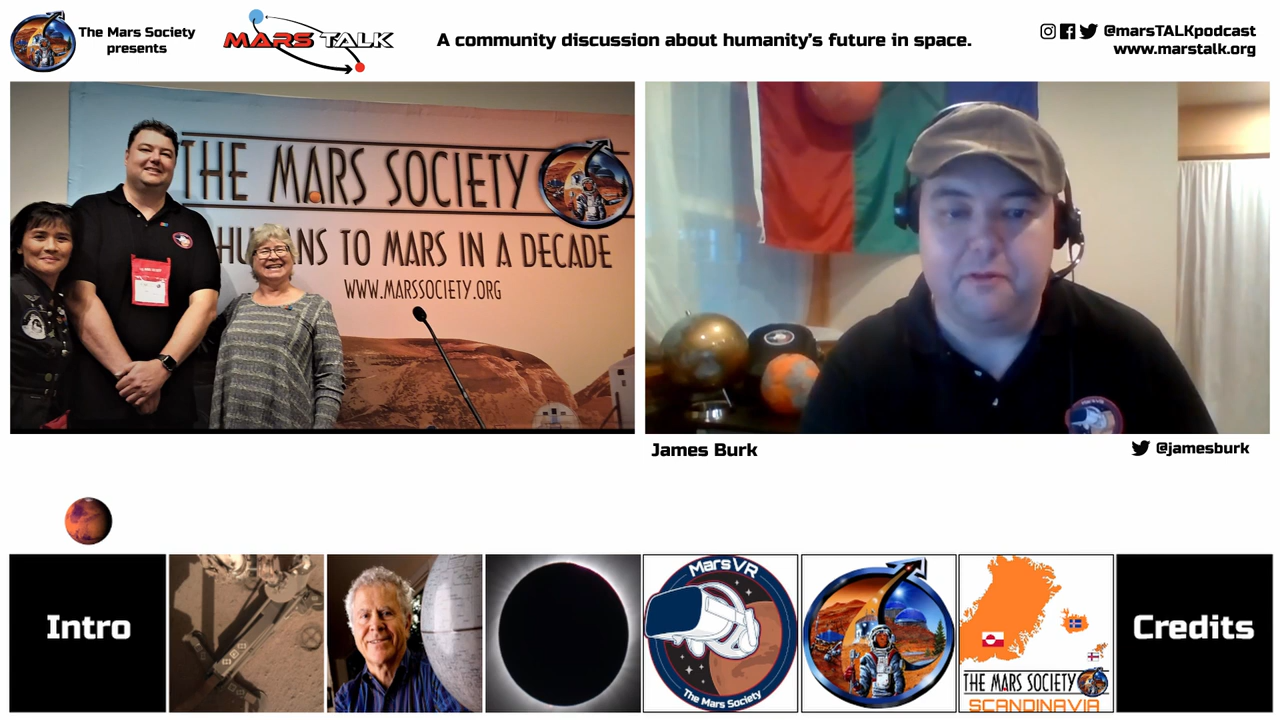 The Mars Society
presents
MARS TALK
A community discussion about humanity's future in space.
@marsTALKpodcast
www.marstalk.org
THE MARS SOCIETY
HUMANS TO MARS IN A DECADE
WWW.MARSSOCIETY.ORG
James Burk
@jamesburk
Intro
MarsVR
The Mars Society
THE MARS SOCIETY
SCANDINAVIA
Credits